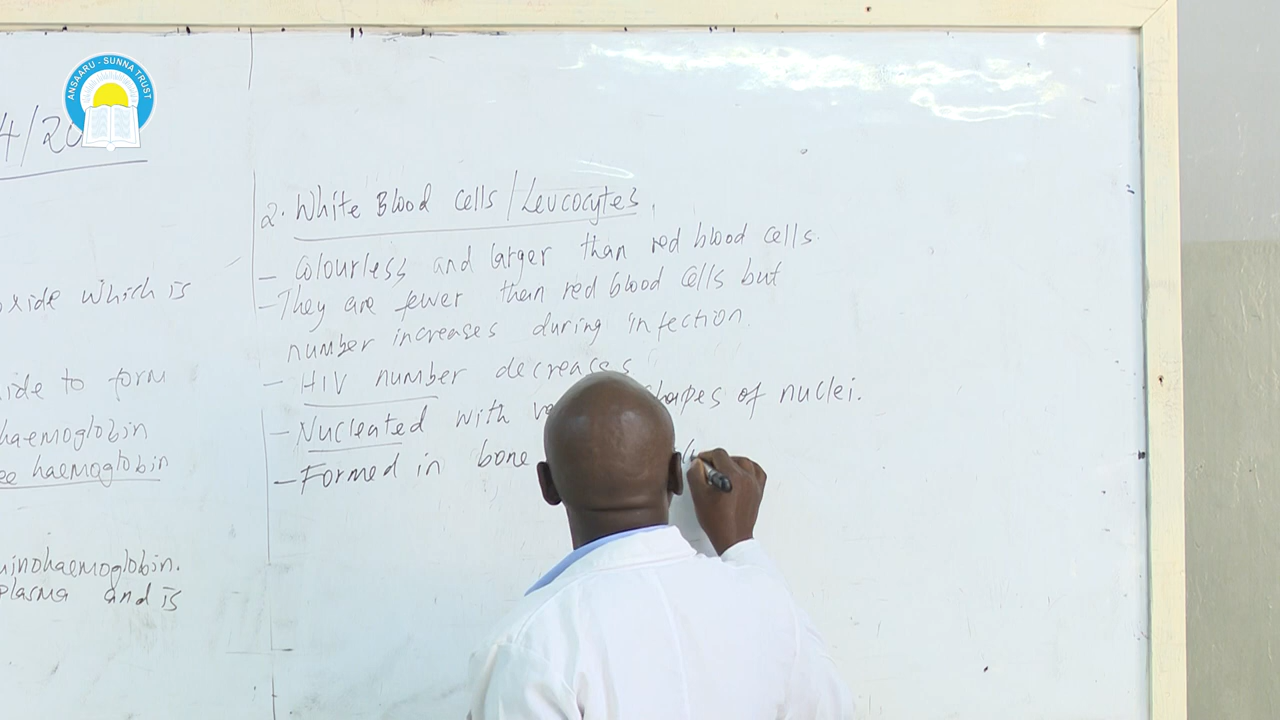 ANSAARU - SUNNA TRUST
4/20
oxide which is
ide to form
haemoglobin
ee haemoglobin
minohaemoglobin.
plasma and is
2. White Blood cells / Leucocytes.
- Colourless and larger than red blood cells.
- They are fewer than red blood cells but
number increases during infection.
- HIV number decreases
- Nucleated with shapes of nuclei.
- Formed in bone